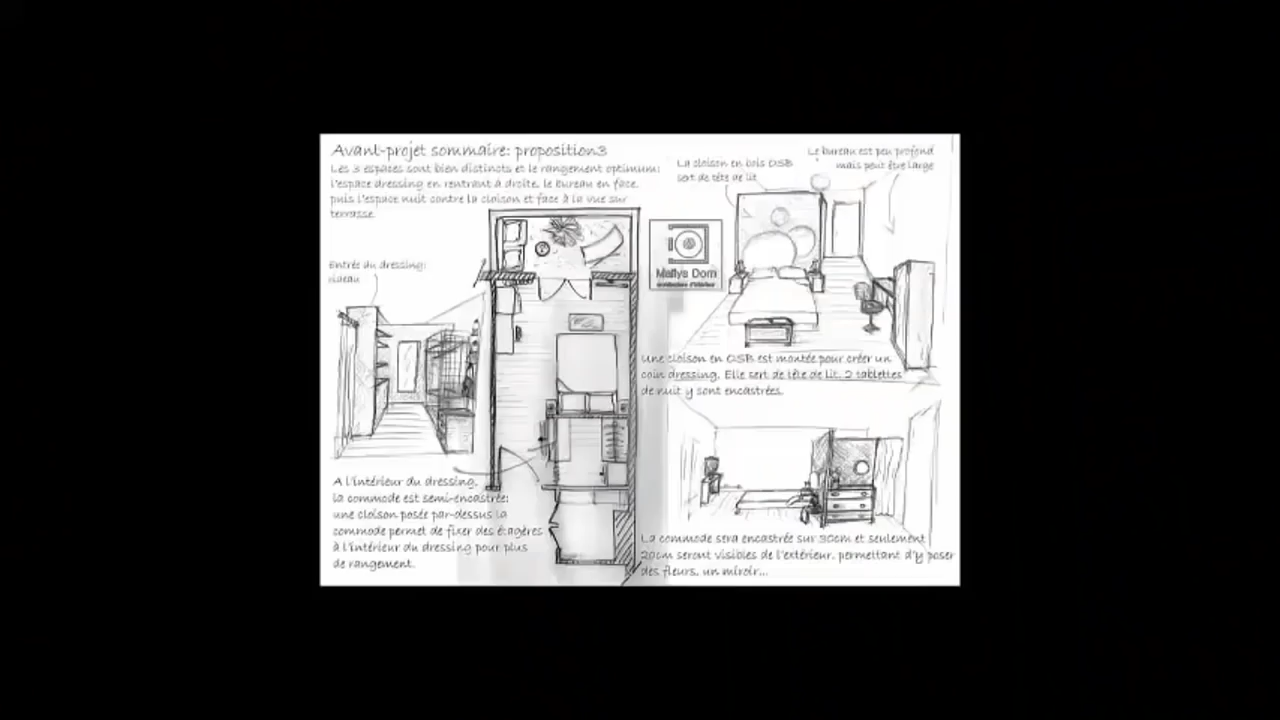 Avant-projet sommaire: proposition3
Les 3 espaces sont bien distincts et le rangement optimum:
l'espace dressing en rentrant à droite, le bureau en face,
puis l'espace nuit contre la cloison et face à la vue sur
terrasse.
Entrée du dressing:
rideau
A l'intérieur du dressing,
la commode est semi-encastrée:
une cloison posée par-dessus la
commode permet de fixer des étagères
à l'intérieur du dressing pour plus
de rangement.
Maïlys Dorn
architecture d'intérieur
La cloison en bois OSB
sert de tête de lit
Le bureau est peu profond
mais peut être large
Une cloison en OSB est montée pour créer un
coin dressing. Elle sert de tête de lit. 2 tablettes
de nuit y sont encastrées.
La commode sera encastrée sur 30cm et seulement
20cm seront visibles de l'extérieur, permettant d'y poser
des fleurs, un miroir...